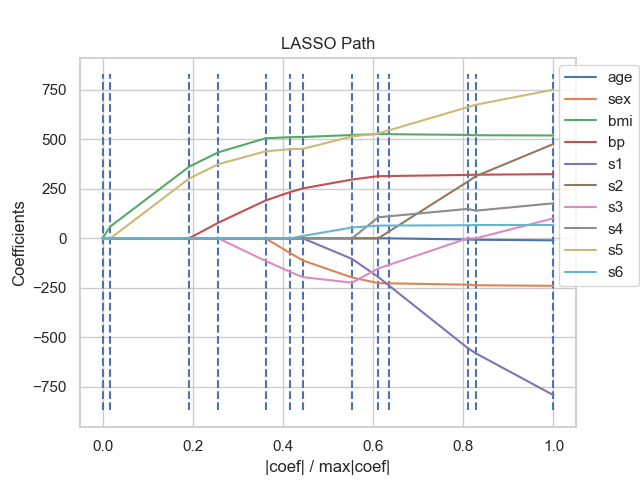 LASSO Path
Coefficients
750
500
250
0
−250
−500
−750
0.0 0.2 0.4 0.6 0.8 1.0
|coef| / max|coef|
age
sex
bmi
bp
s1
s2
s3
s4
s5
s6